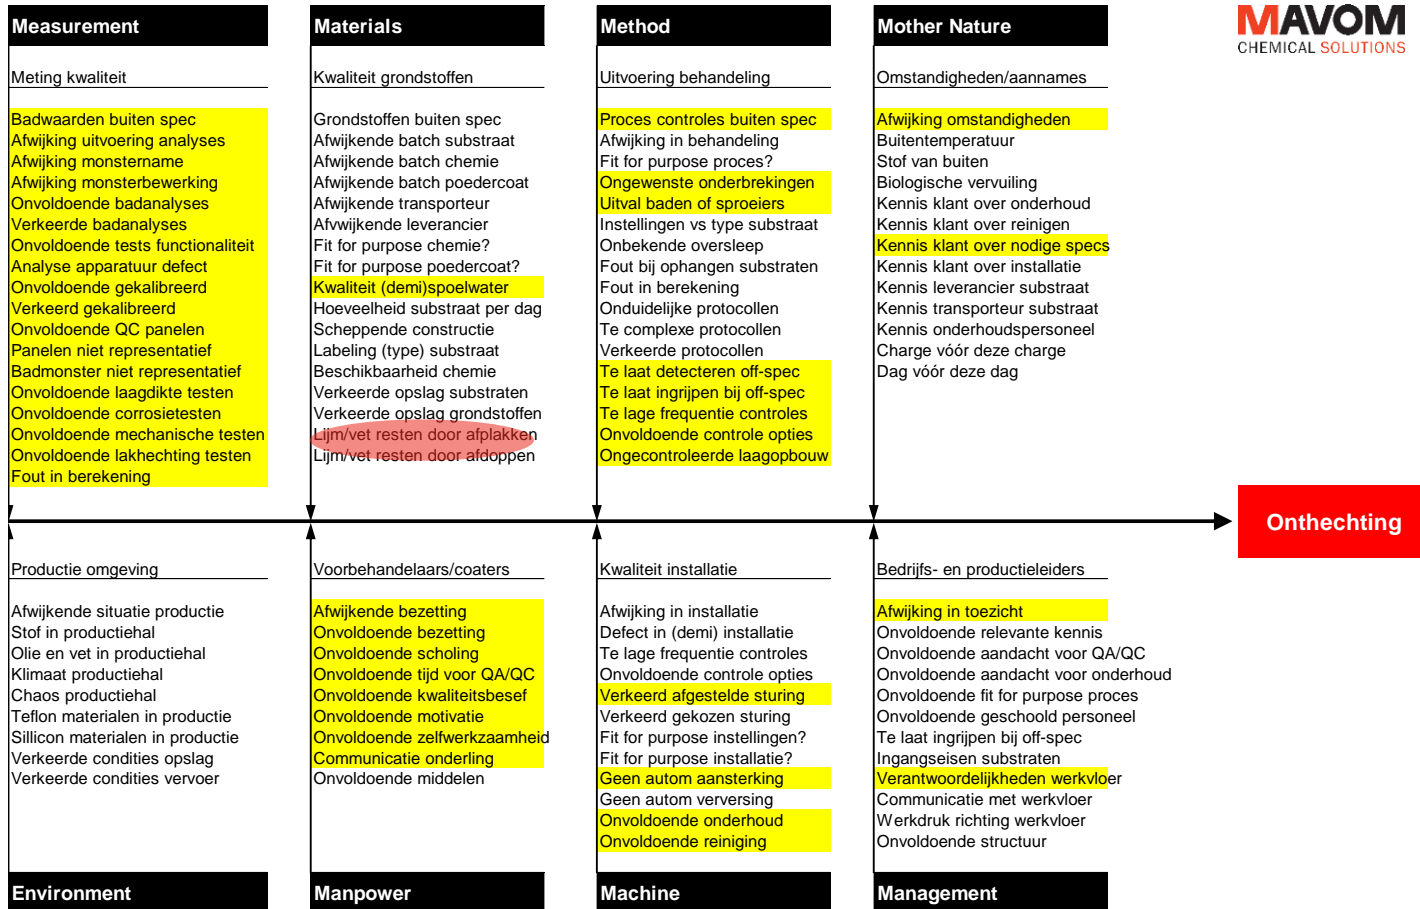 Measurement
Meting kwaliteit
Badwaarden buiten spec
Afwijking uitvoering analyses
Afwijking monstername
Afwijking monsterbewerking
Onvoldoende badanalyses
Verkeerde badanalyses
Onvoldoende tests functionaliteit
Analyse apparatuur defect
Onvoldoende gekalibreerd
Verkeerd gekalibreerd
Onvoldoende QC panelen
Panelen niet representatief
Badmonster niet representatief
Onvoldoende laagdikte testen
Onvoldoende corrosietesten
Onvoldoende mechanische testen
Onvoldoende lakhechting testen
Fout in berekening
Materials
Kwaliteit grondstoffen
Grondstoffen buiten spec
Afwijkende batch substraat
Afwijkende batch chemie
Afwijkende batch poedercoat
Afwijkende transporteur
Afvwijkende leverancier
Fit for purpose chemie?
Fit for purpose poedercoat?
Kwaliteit (demi)spoelwater
Hoeveelheid substraat per dag
Scheppende constructie
Labeling (type) substraat
Beschikbaarheid chemie
Verkeerde opslag substraten
Verkeerde opslag grondstoffen
Lijm/vet resten door afplakken
Lijm/vet resten door afdoppen
Method
Uitvoering behandeling
Proces controles buiten spec
Afwijking in behandeling
Fit for purpose proces?
Ongewenste onderbrekingen
Uitval baden of sproeiers
Instellingen vs type substraat
Onbekende oversleep
Fout bij ophangen substraten
Fout in berekening
Onduidelijke protocollen
Te complexe protocollen
Verkeerde protocollen
Te laat detecteren off-spec
Te laat ingrijpen bij off-spec
Te lage frequentie controles
Onvoldoende controle opties
Ongecontroleerde laagopbouw
Mother Nature
Omstandigheden/aannames
Afwijking omstandigheden
Buitentemperatuur
Stof van buiten
Biologische vervuiling
Kennis klant over onderhoud
Kennis klant over reinigen
Kennis klant over nodige specs
Kennis klant over installatie
Kennis leverancier substraat
Kennis transporteur substraat
Kennis onderhoudspersoneel
Charge vóór deze charge
Dag vóór deze dag
MAVOM
CHEMICAL SOLUTIONS
Onthechting
Productie omgeving
Afwijkende situatie productie
Stof in productiehal
Olie en vet in productiehal
Klimaat productiehal
Chaos productiehal
Teflon materialen in productie
Sillicon materialen in productie
Verkeerde condities opslag
Verkeerde condities vervoer
Environment
Voorbehandelaars/coaters
Afwijkende bezetting
Onvoldoende bezetting
Onvoldoende scholing
Onvoldoende tijd voor QA/QC
Onvoldoende kwaliteitsbesef
Onvoldoende motivatie
Onvoldoende zelfwerkzaamheid
Communicatie onderling
Onvoldoende middelen
Manpower
Kwaliteit installatie
Afwijking in installatie
Defect in (demi) installatie
Te lage frequentie controles
Onvoldoende controle opties
Verkeerd afgestelde sturing
Verkeerd gekozen sturing
Fit for purpose instellingen?
Fit for purpose installatie?
Geen autom aansterking
Geen autom verversing
Onvoldoende onderhoud
Onvoldoende reiniging
Machine
Bedrijfs- en productieleiders
Afwijking in toezicht
Onvoldoende relevante kennis
Onvoldoende aandacht voor QA/QC
Onvoldoende aandacht voor onderhoud
Onvoldoende fit for purpose proces
Onvoldoende geschoold personeel
Te laat ingrijpen bij off-spec
Ingangseisen substraten
Verantwoordelijkheden werkvloer
Communicatie met werkvloer
Werkdruk richting werkvloer
Onvoldoende structuur
Management